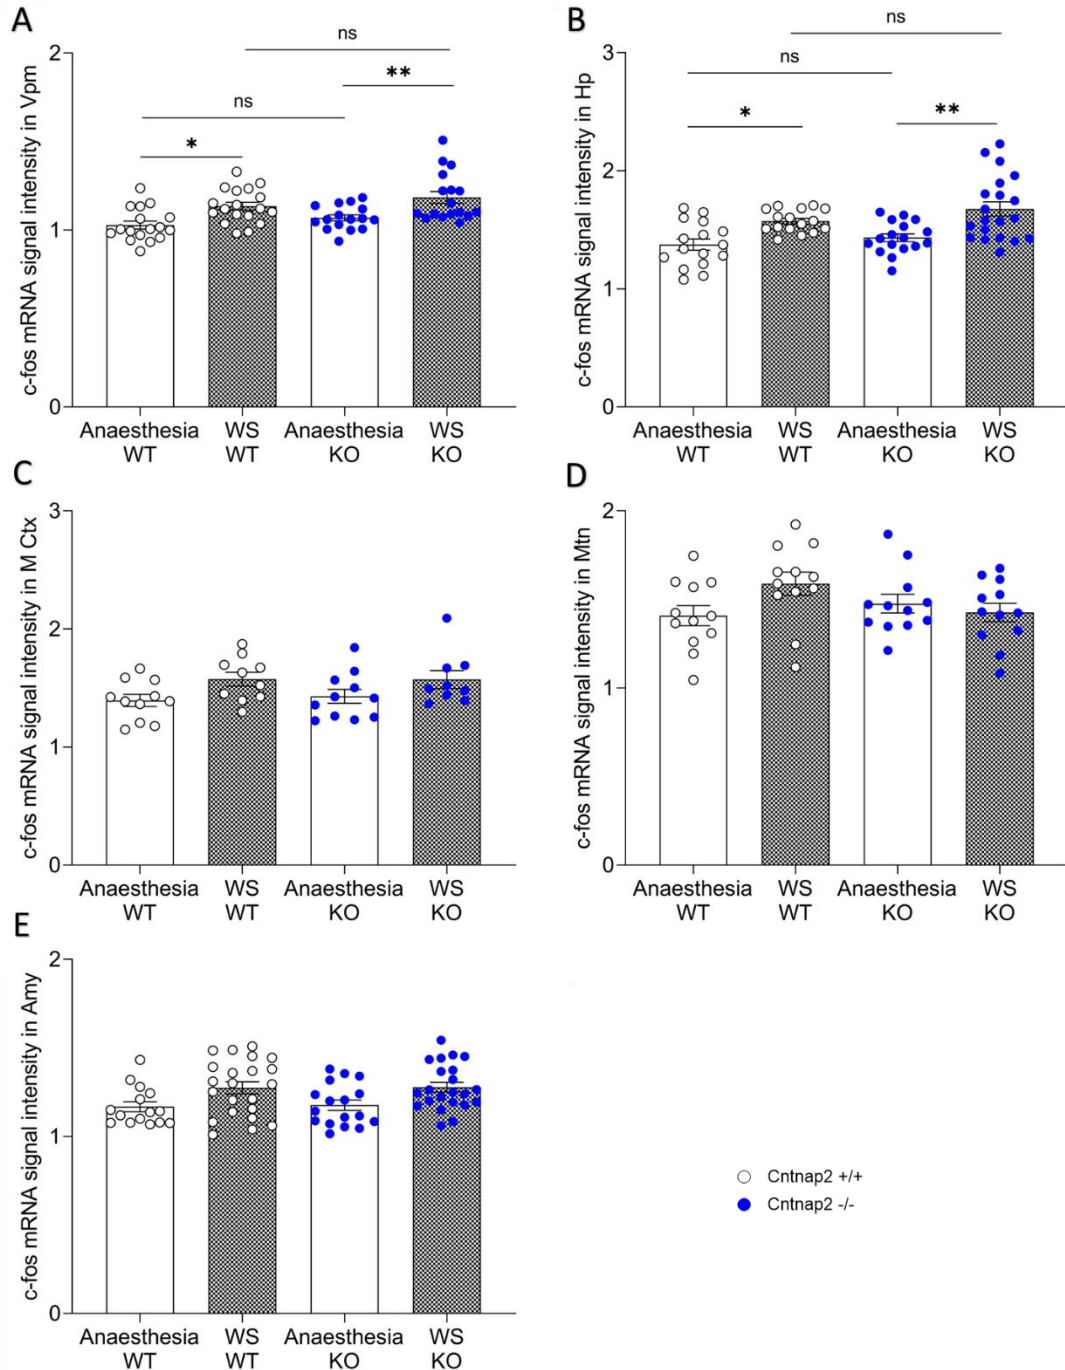 A
c-fos mRNA signal intensity in Vpm
2
1
0
ns
**
ns
*
Anaesthesia WS Anaesthesia WS
WT WT KO KO
B
c-fos mRNA signal intensity in Hp
3
2
1
0
ns
ns
*
**
Anaesthesia WS Anaesthesia WS
WT WT KO KO
C
c-fos mRNA signal intensity in M Ctx
3
2
1
0
Anaesthesia WS Anaesthesia WS
WT WT KO KO
D
c-fos mRNA signal intensity in Mtn
2
1
0
Anaesthesia WS Anaesthesia WS
WT WT KO KO
E
c-fos mRNA signal intensity in Amy
2
1
0
Anaesthesia WS Anaesthesia WS
WT WT KO KO
Cntnap2 +/+
Cntnap2 -/-